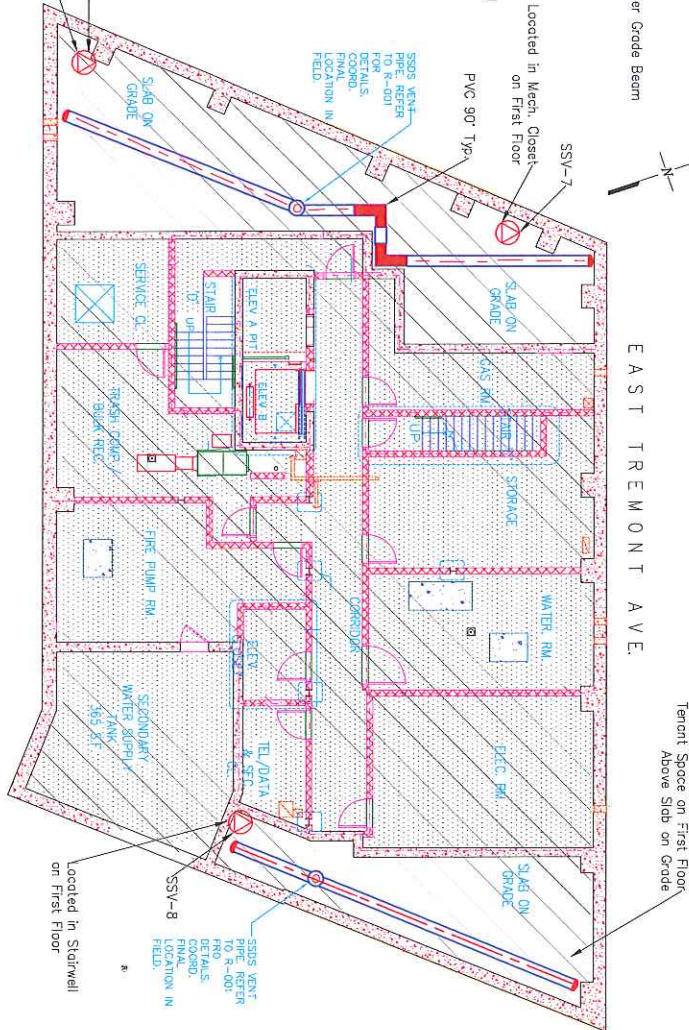 er Grade Beam
Located in Mech. Closet
on First Floor
SSV-7
-N-
PVC 90° Typ.
SSDS VENT
PIPE. REFER
TO R-001
FOR
DETAILS.
COORD.
FINAL
LOCATION IN
FIELD.
EAST TREMONT AVE.
Tenant Space on First Floor
Above Slab on Grade
SLAB ON
GRADE
SLAB ON
GRADE
GAS RM.
STAIR
UP
STORAGE
WATER. RM.
ELEC. RM.
SLAB ON
GRADE
SERVICE CL.
STAIR
"D"
UP
ELEV A PIT
ELEV B
CORRIDOR
TRASH COMP./
BULK REC.
FIRE PUMP RM.
ELEV.
CLOSET
TEL/DATA
& SEC.
SECONDARY
WATER SUPPLY
TANK
365 S.F.
SSV-8
Located in Stairwell
on First Floor
SSDS VENT
PIPE. REFER
TO R-001
FRO
DETAILS.
COORD.
FINAL
LOCATION IN
FIELD.